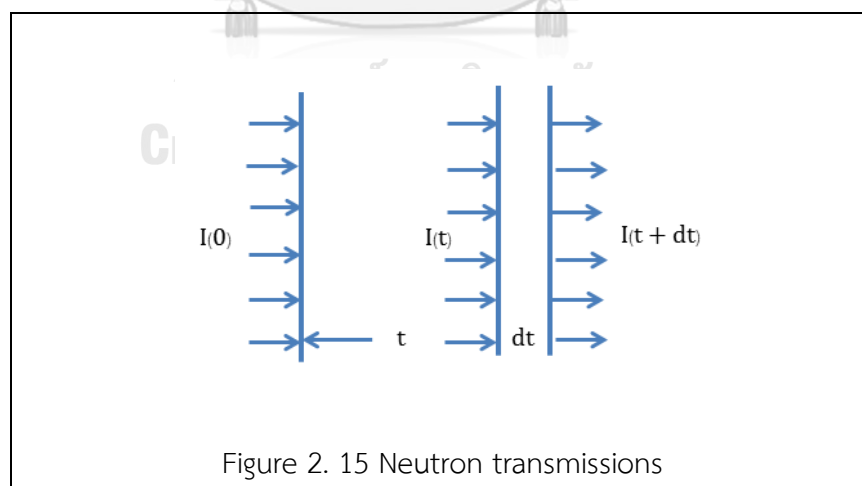 I(0)
I(t)
I(t + dt)
t
dt
Figure 2. 15 Neutron transmissions